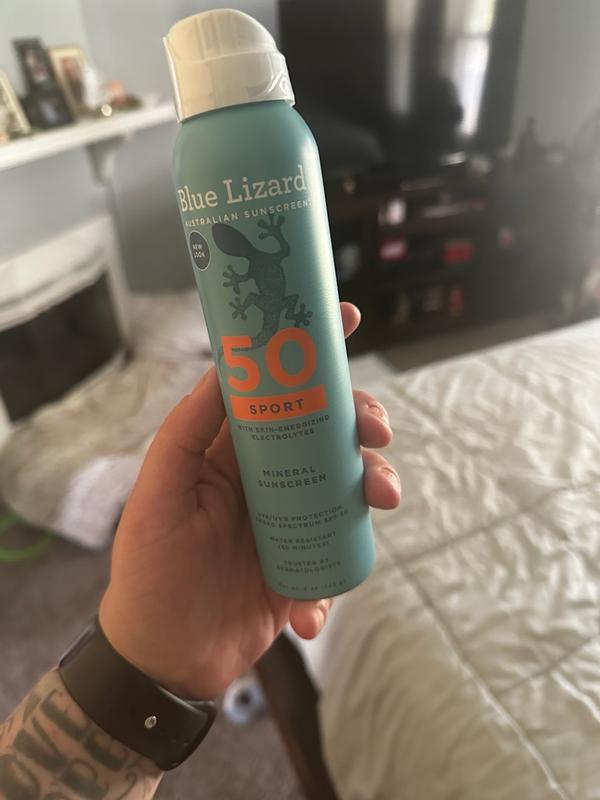 Blue Lizard
AUSTRALIAN SUNSCREEN
NEW
LOOK
50
SPORT
WITH SKIN-ENERGIZING
ELECTROLYTES
MINERAL
SUNSCREEN
UVA/UVB PROTECTION
BROAD SPECTRUM SPF 50
WATER RESISTANT
(80 MINUTES)
TRUSTED BY
DERMATOLOGISTS
OVE